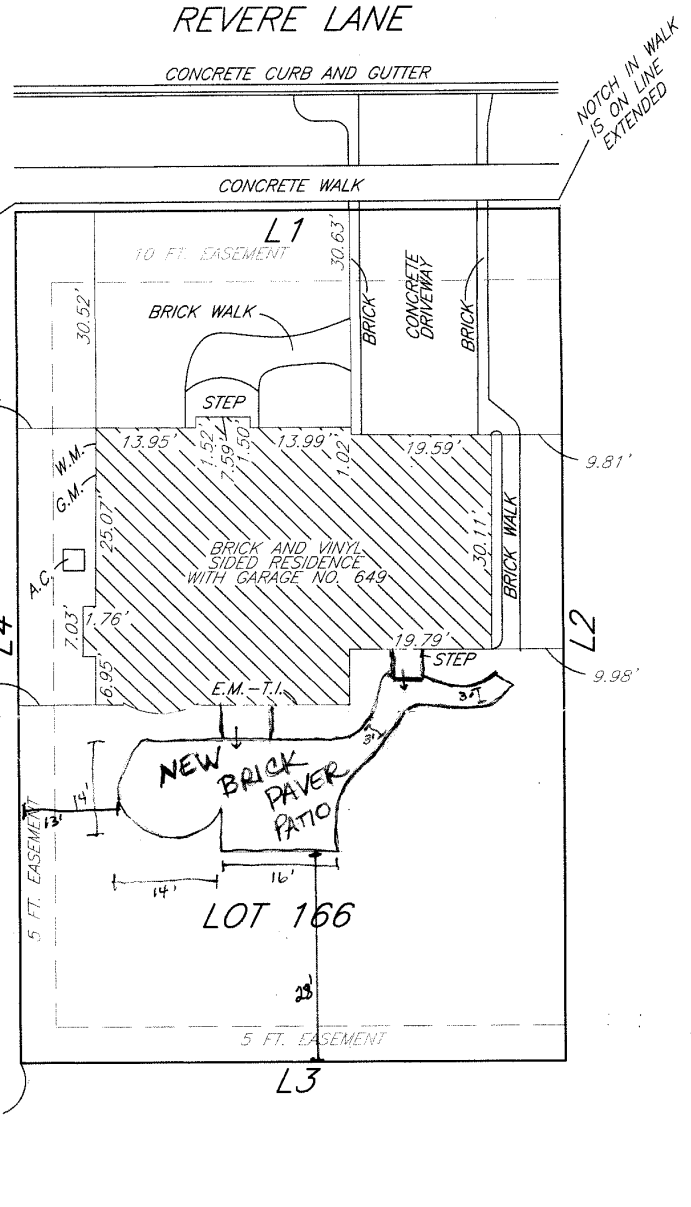 REVERE LANE
CONCRETE CURB AND GUTTER
NOTCH IN WALK
IS ON LINE
EXTENDED
CONCRETE WALK
L1
10 FT. EASEMENT
30.63'
30.52'
BRICK WALK
BRICK
CONCRETE
DRIVEWAY
BRICK
STEP
13.95'
1.52'
7.59'
1.50'
13.99'
1.02'
19.59'
9.81'
W.M.
G.M.
25.07'
30.11'
BRICK WALK
BRICK AND VINYL
SIDED RESIDENCE
WITH GARAGE NO. 649
A.C.
7.03'
1.76'
L4
L2
19.79'
STEP
9.98'
6.95'
E.M.-T.I.
3'
3'
NEW BRICK
PAVER
PATIO
14'
13'
5 FT. EASEMENT
14'
16'
LOT 166
28'
5 FT. EASEMENT
L3